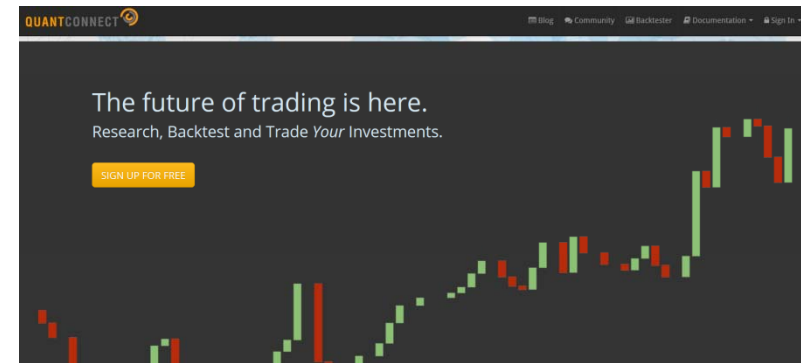 QUANTCONNECT
Blog Community Backtester Documentation Sign In
The future of trading is here.
Research, Backtest and Trade Your Investments.
SIGN UP FOR FREE